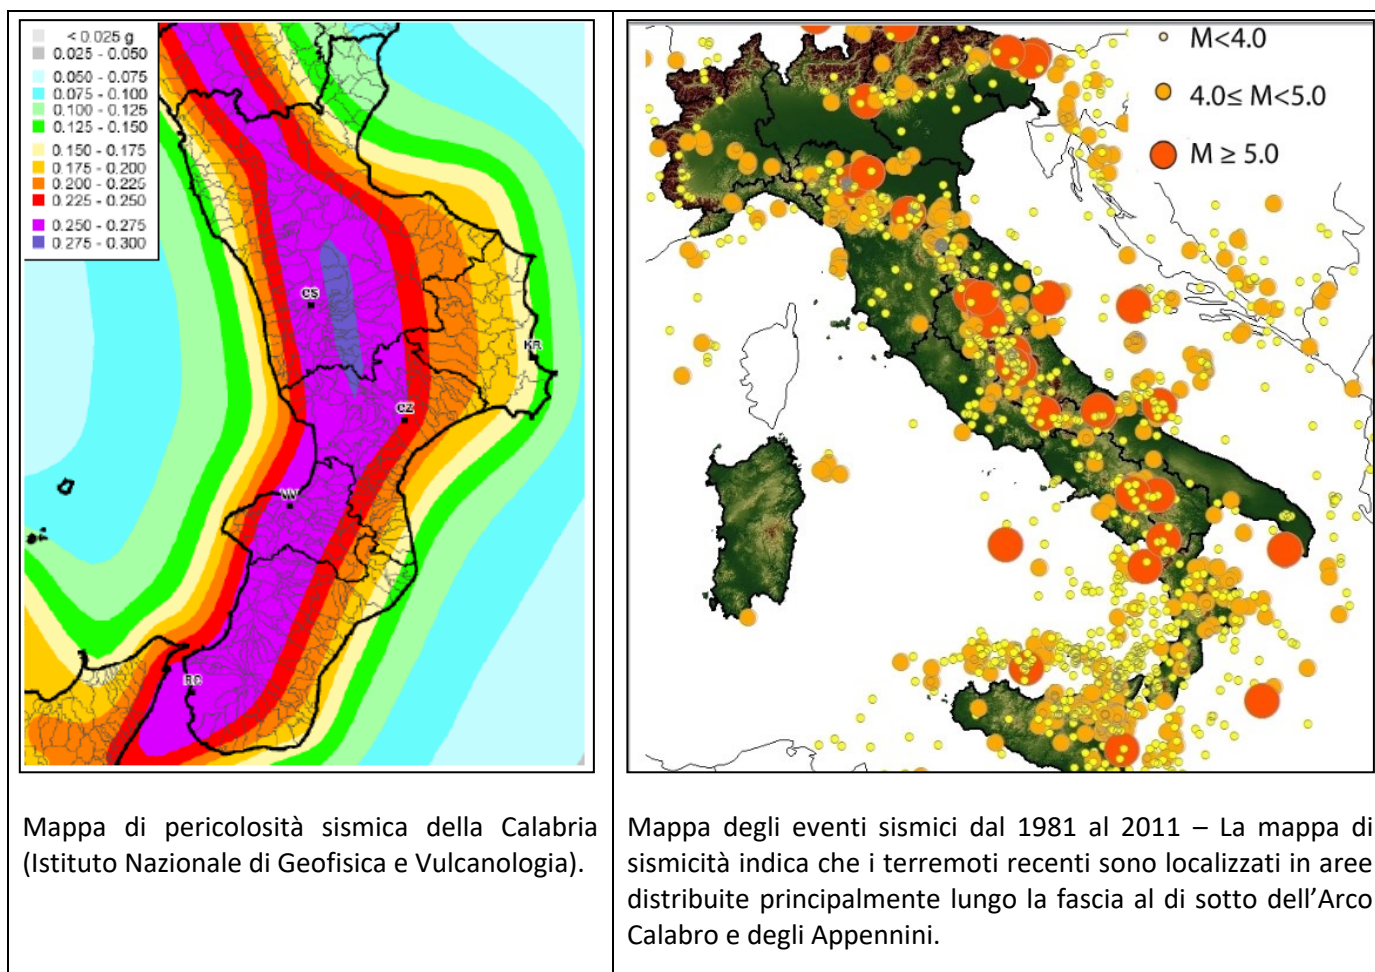 < 0.025 g
0.025 - 0.050
0.050 - 0.075
0.075 - 0.100
0.100 - 0.125
0.125 - 0.150
0.150 - 0.175
0.175 - 0.200
0.200 - 0.225
0.225 - 0.250
0.250 - 0.275
0.275 - 0.300
CS
KR
CZ
VV
RC
M<4.0
4.0≤ M<5.0
M ≥ 5.0
Mappa di pericolosità sismica della Calabria
(Istituto Nazionale di Geofisica e Vulcanologia).
Mappa degli eventi sismici dal 1981 al 2011 – La mappa di
sismicità indica che i terremoti recenti sono localizzati in aree
distribuite principalmente lungo la fascia al di sotto dell’Arco
Calabro e degli Appennini.